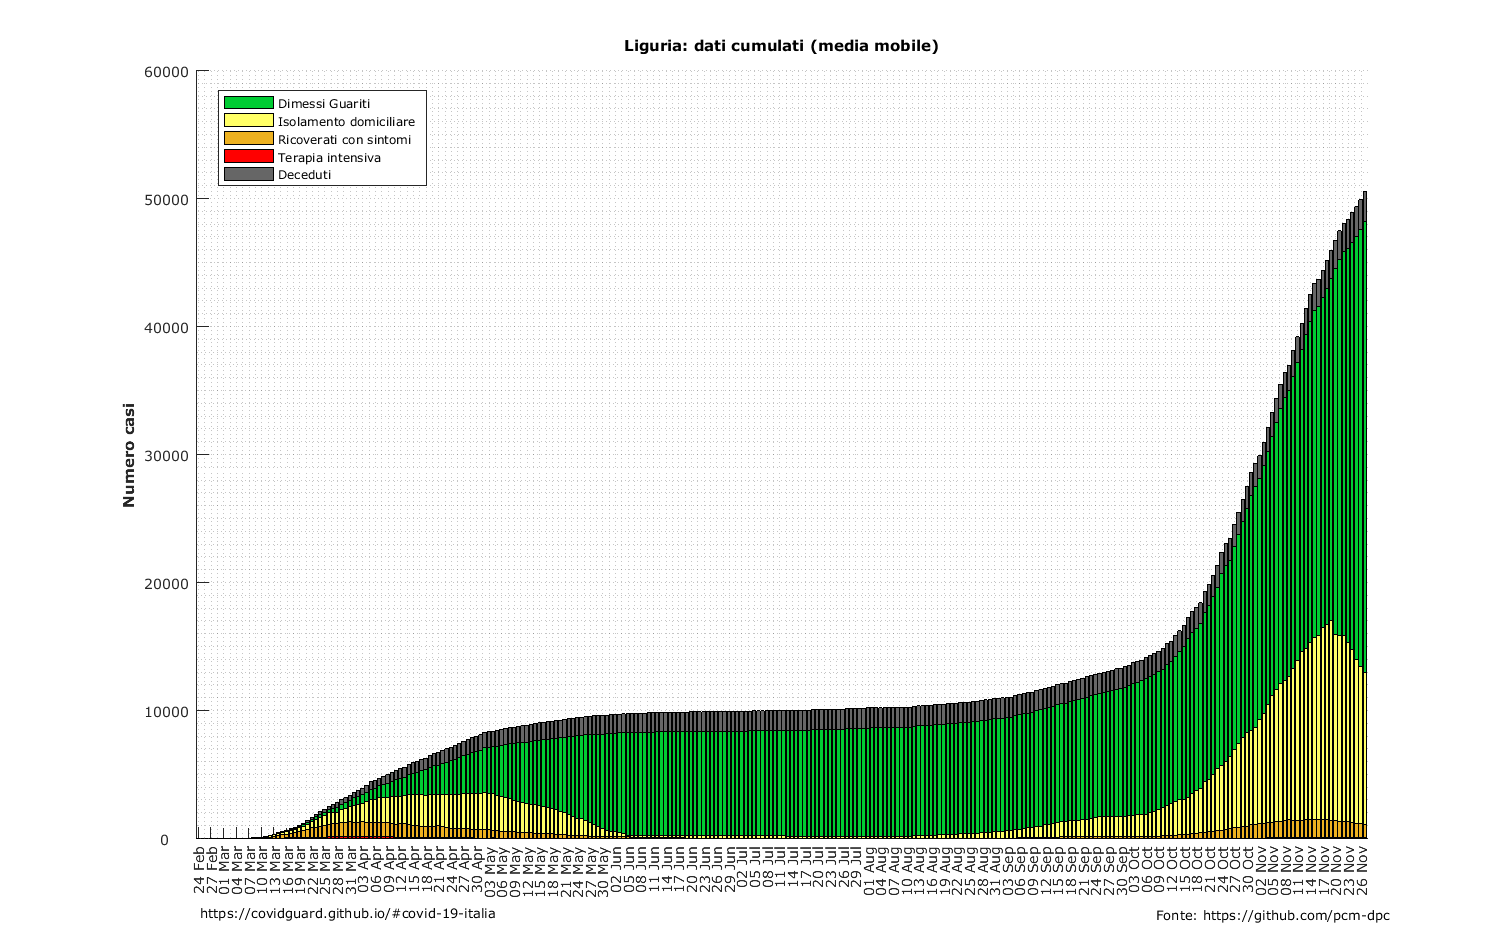 Liguria: dati cumulati (media mobile)
60000
50000
40000
30000
20000
10000
0
Numero casi
Dimessi Guariti
Isolamento domiciliare
Ricoverati con sintomi
Terapia intensiva
Deceduti
24 Feb
27 Feb
01 Mar
04 Mar
07 Mar
10 Mar
13 Mar
16 Mar
19 Mar
22 Mar
25 Mar
28 Mar
31 Mar
03 Apr
06 Apr
09 Apr
12 Apr
15 Apr
18 Apr
21 Apr
24 Apr
27 Apr
30 Apr
03 May
06 May
09 May
12 May
15 May
18 May
21 May
24 May
27 May
30 May
02 Jun
05 Jun
08 Jun
11 Jun
14 Jun
17 Jun
20 Jun
23 Jun
26 Jun
29 Jun
02 Jul
05 Jul
08 Jul
11 Jul
14 Jul
17 Jul
20 Jul
23 Jul
26 Jul
29 Jul
01 Aug
04 Aug
07 Aug
10 Aug
13 Aug
16 Aug
19 Aug
22 Aug
25 Aug
28 Aug
31 Aug
03 Sep
06 Sep
09 Sep
12 Sep
15 Sep
18 Sep
21 Sep
24 Sep
27 Sep
30 Sep
03 Oct
06 Oct
09 Oct
12 Oct
15 Oct
18 Oct
21 Oct
24 Oct
27 Oct
30 Oct
02 Nov
05 Nov
08 Nov
11 Nov
14 Nov
17 Nov
20 Nov
23 Nov
26 Nov
https://covidguard.github.io/#covid-19-italia
Fonte: https://github.com/pcm-dpc